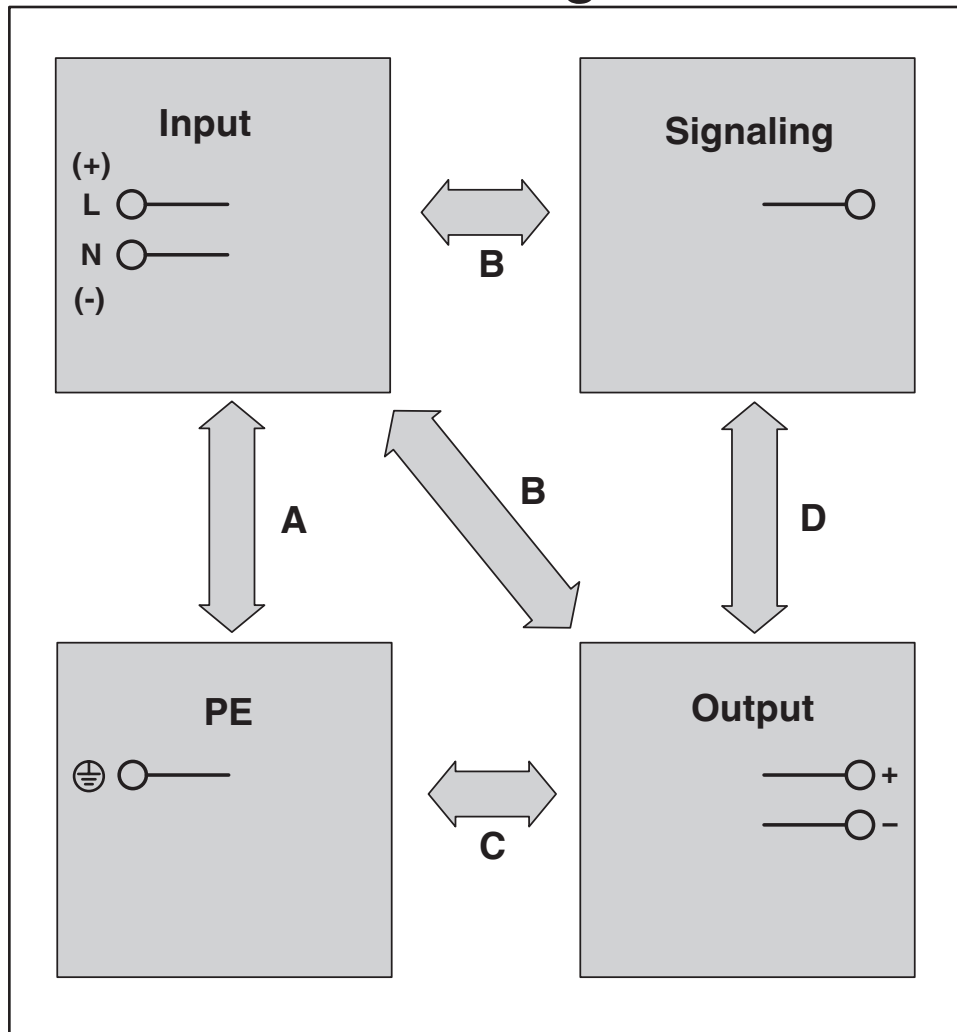 Input
(+)
L
N
(-)
Signaling
B
A
B
D
PE
Output
+
–
C